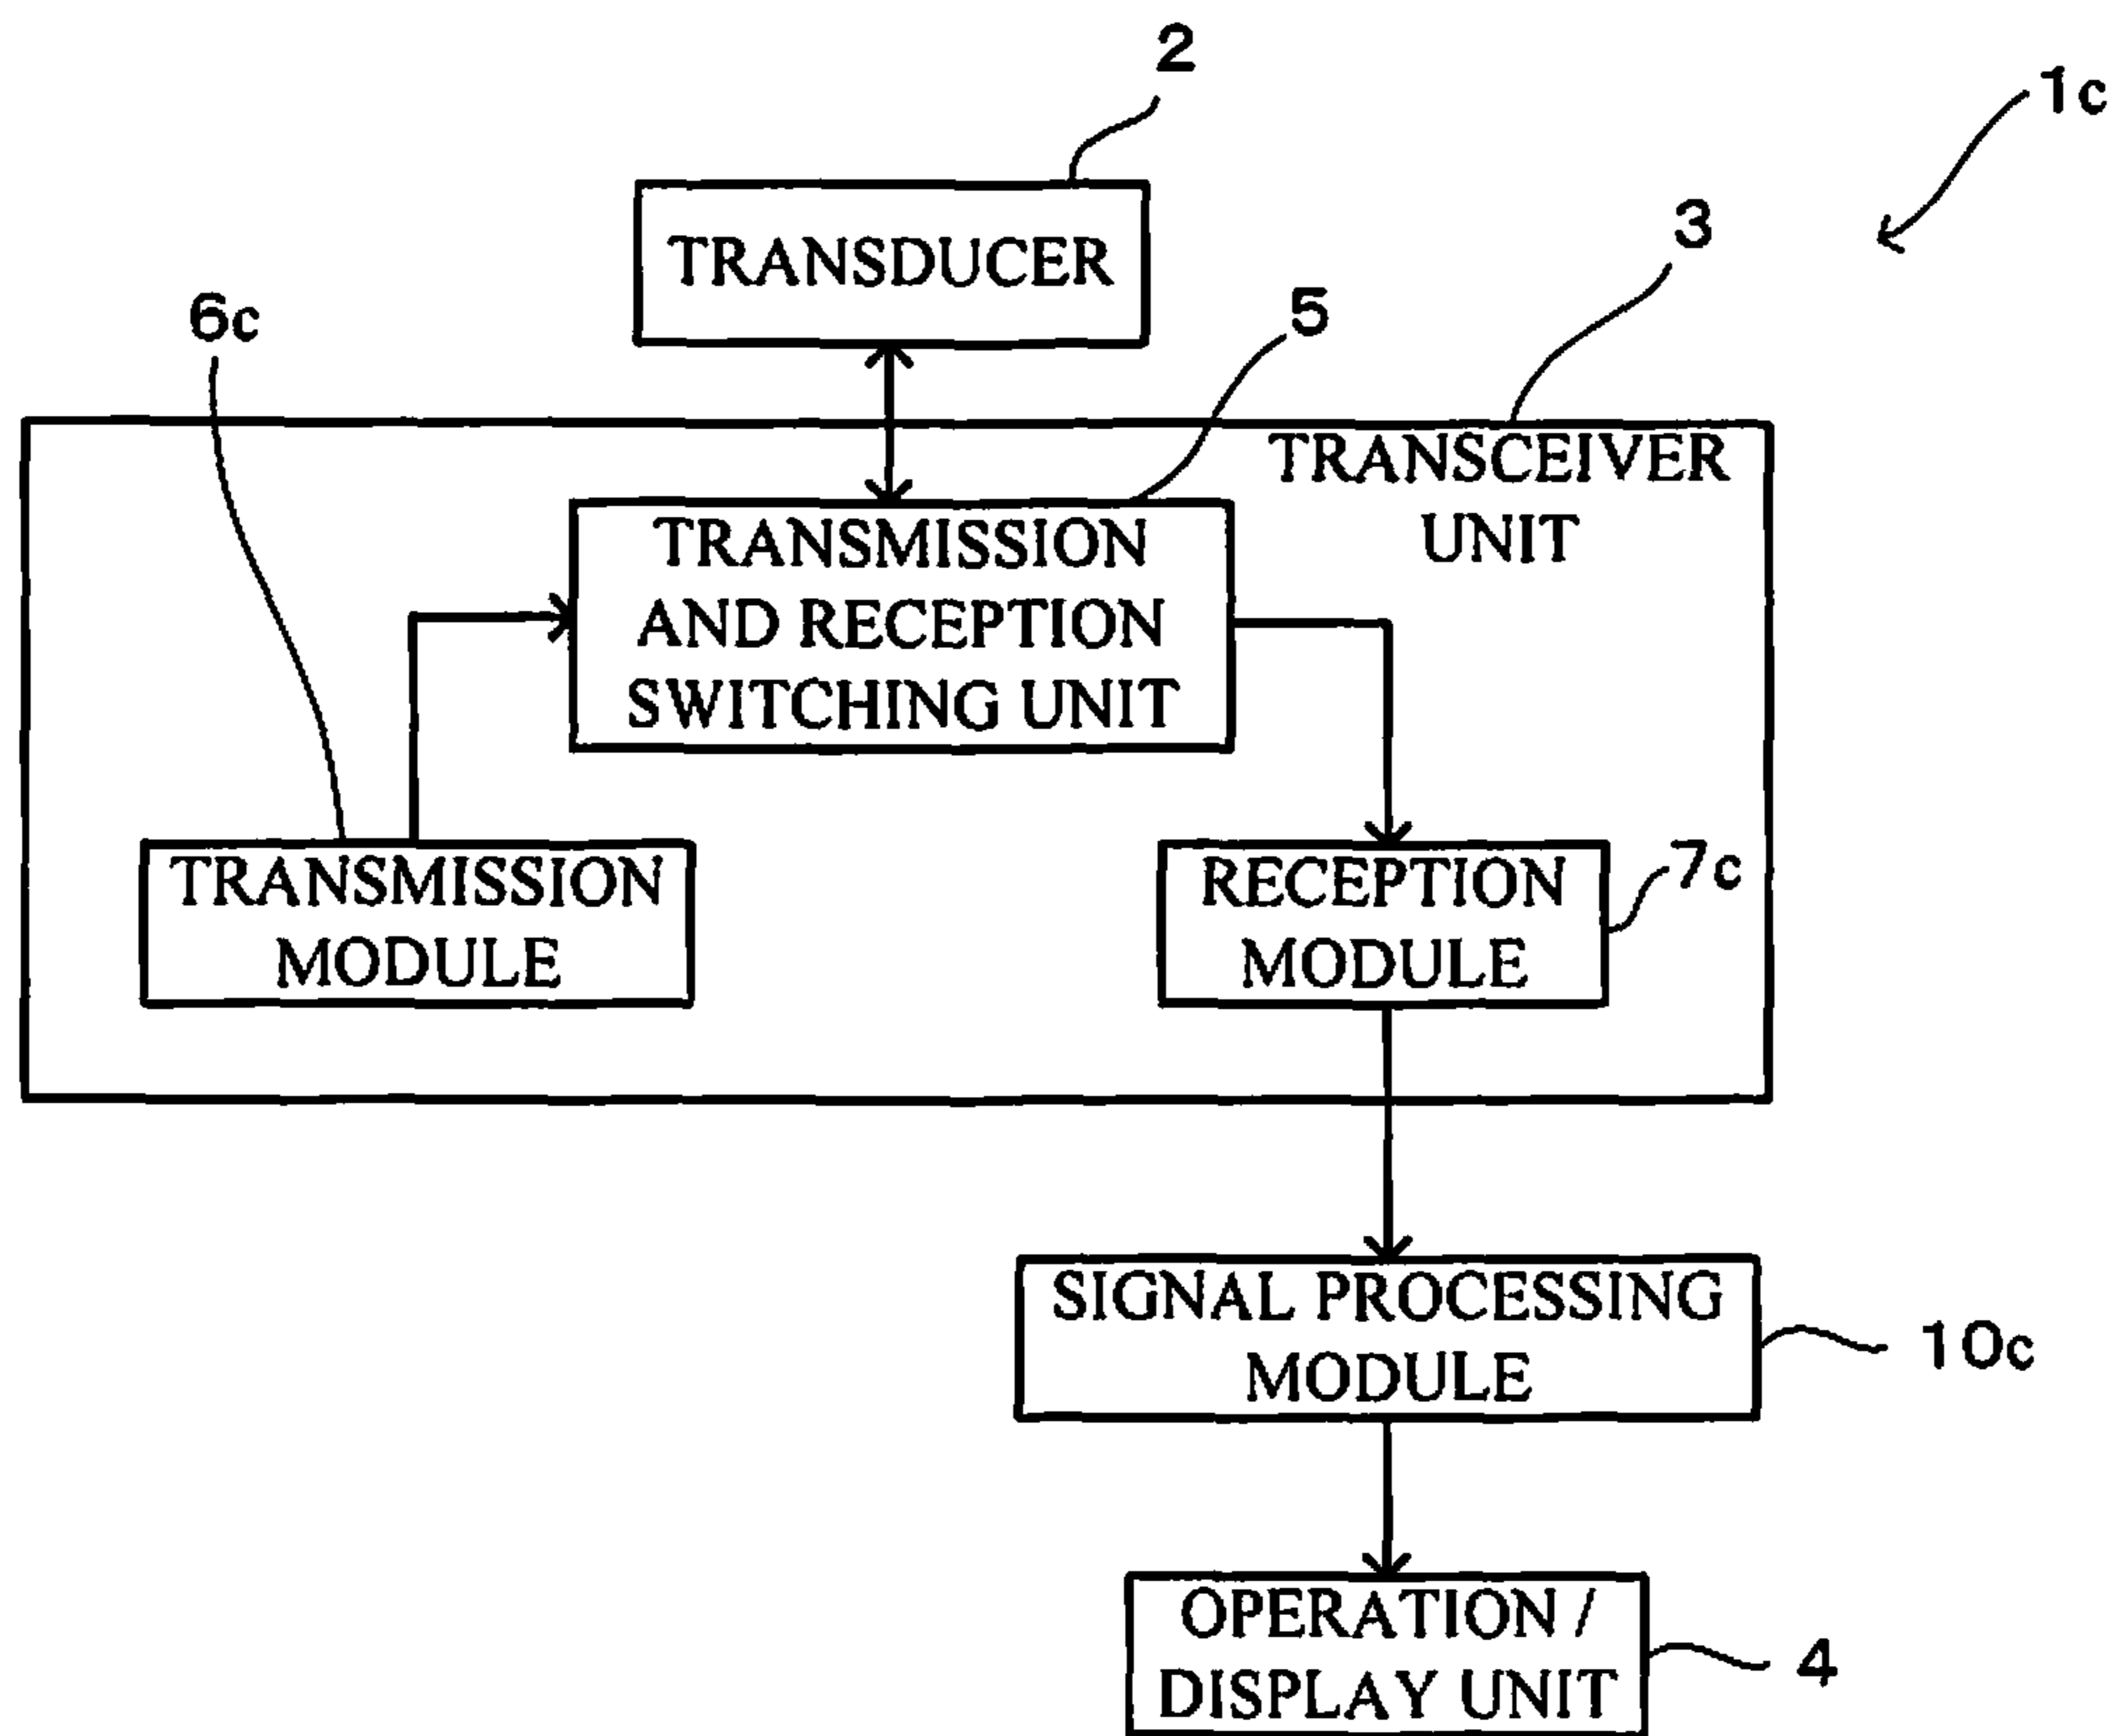 2
1c
TRANSDUCER
3
6c
5
TRANSCEIVER
UNIT
TRANSMISSION
AND RECEPTION
SWITCHING UNIT
TRANSMISSION
MODULE
RECEPTION
MODULE
7c
SIGNAL PROCESSING
MODULE
10c
OPERATION /
DISPLAY UNIT
4